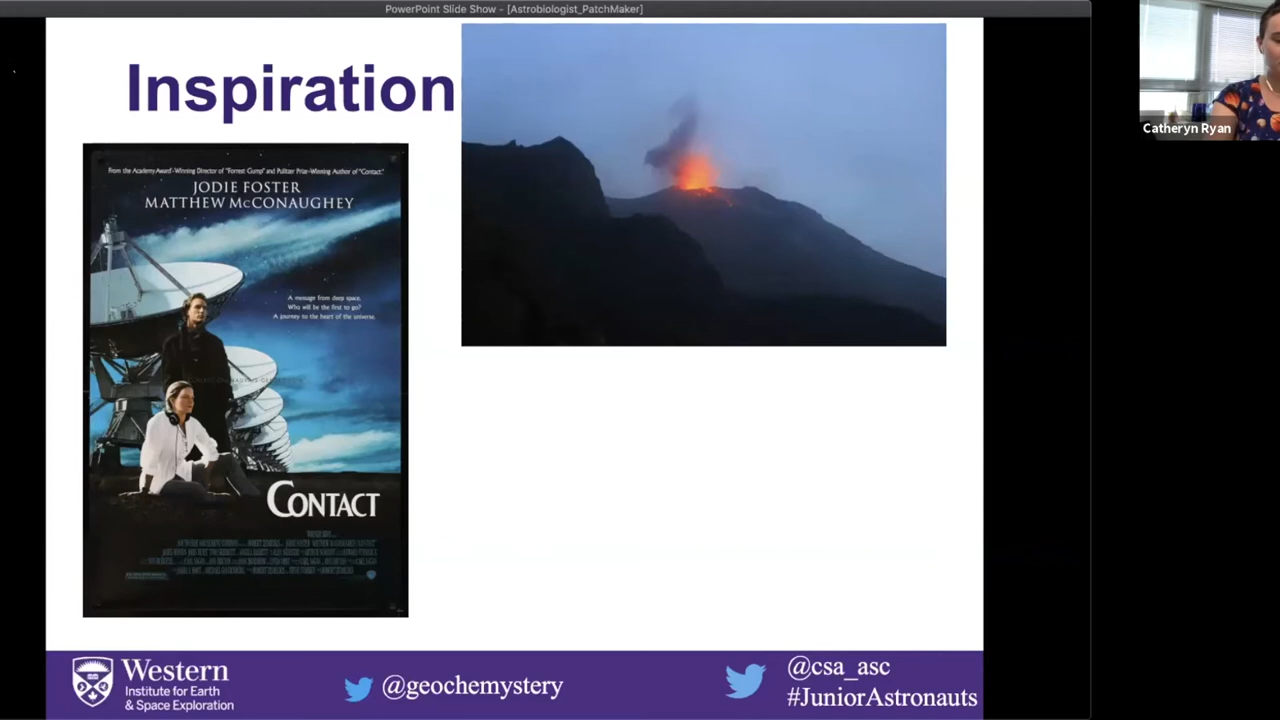 PowerPoint Slide Show - [Astrobiologist_PatchMaker]
Inspiration
From the Academy Award-Winning Director of "Forrest Gump" and Pulitzer Prize-Winning Author of "Contact."
JODIE FOSTER
MATTHEW McCONAUGHEY
A message from deep space.
Who will be the first to go?
A journey to the heart of the universe.
CONTACT
Catheryn Ryan
Western
Institute for Earth
& Space Exploration
@geochemystery
@csa_asc
#JuniorAstronauts